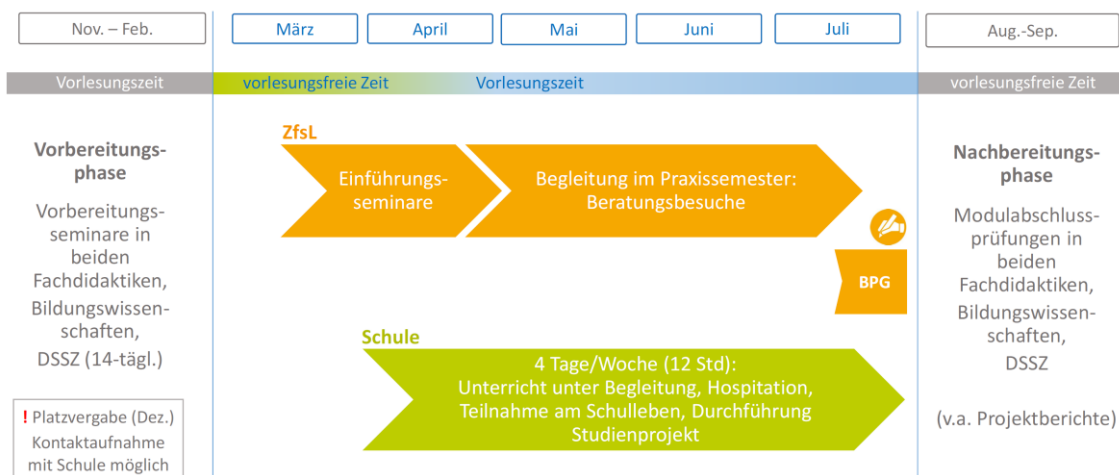 Nov. – Feb.
März
April
Mai
Juni
Juli
Aug.-Sep.
Vorlesungszeit
vorlesungsfreie Zeit
Vorlesungszeit
vorlesungsfreie Zeit
Vorbereitungs-
phase
Vorbereitungs-
seminare in
beiden
Fachdidaktiken,
Bildungswissen-
schaften,
DSSZ (14-tägl.)
! Platzvergabe (Dez.)
Kontaktaufnahme
mit Schule möglich
ZfsL
Einführungs-
seminare
Begleitung im Praxissemester:
Beratungsbesuche
BPG
Schule
4 Tage/Woche (12 Std):
Unterricht unter Begleitung, Hospitation,
Teilnahme am Schulleben, Durchführung
Studienprojekt
Nachbereitungs-
phase
Modulabschluss-
prüfungen in
beiden
Fachdidaktiken,
Bildungswissen-
schaften,
DSSZ
(v.a. Projektberichte)